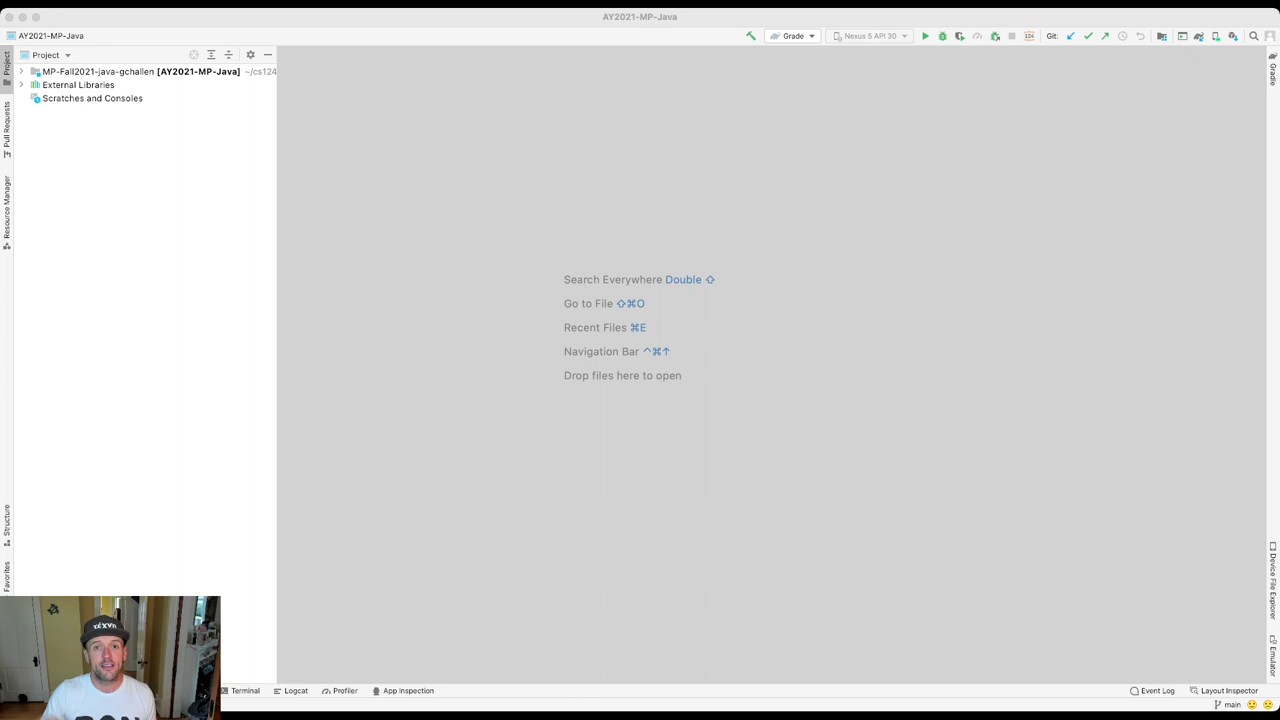 AY2021-MP-Java
AY2021-MP-Java
Grade
Nexus 5 API 30
Git:
Project
MP-Fall2021-java-gchallen [AY2021-MP-Java] ~/cs124
External Libraries
Scratches and Consoles
Project
Pull Requests
Resource Manager
Structure
Favorites
Gradle
Device File Explorer
Emulator
Search Everywhere Double ⇧
Go to File ⇧⌘O
Recent Files ⌘E
Navigation Bar ^⌘↑
Drop files here to open
Terminal
Logcat
Profiler
App Inspection
Event Log
Layout Inspector
main